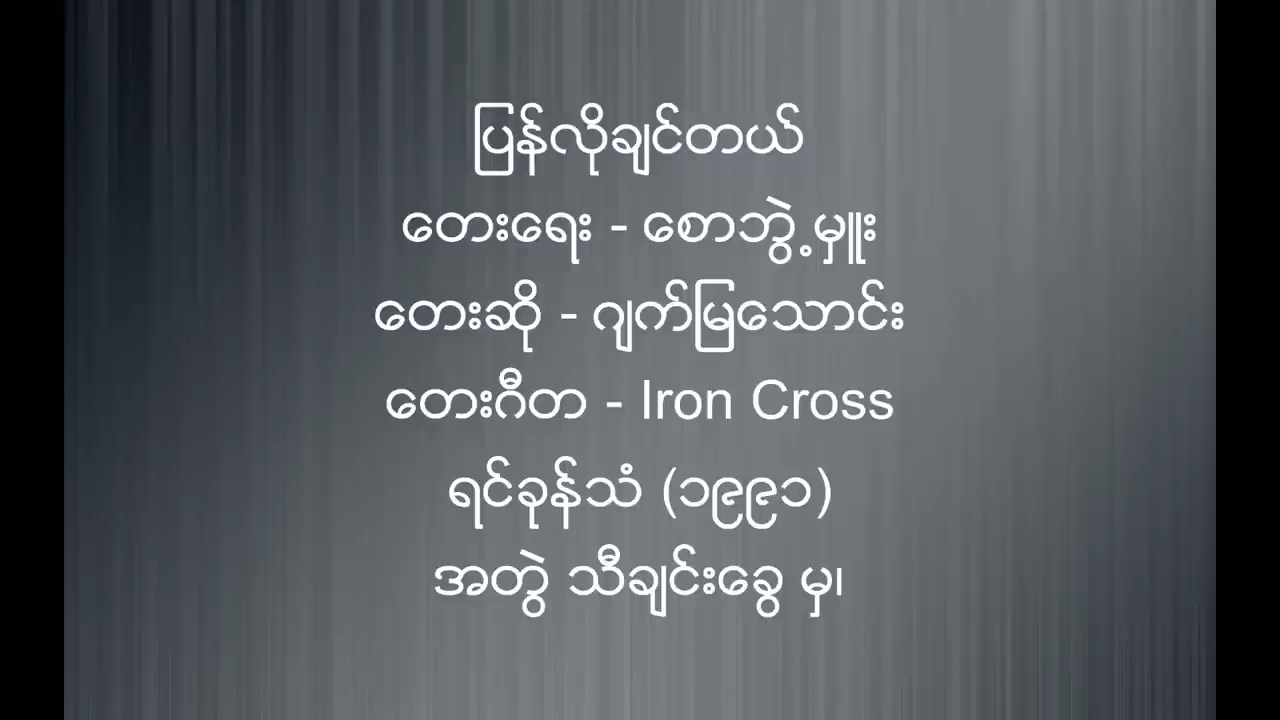 ပြန်လိုချင်တယ်
တေးရေး - စောဘွဲ့မှူး
တေးဆို - ဂျက်မြသောင်း
တေးဂီတ - Iron Cross
ရင်ခုန်သံ (၁၉၉၁)
အတွဲ သီချင်းခွေ မှ၊